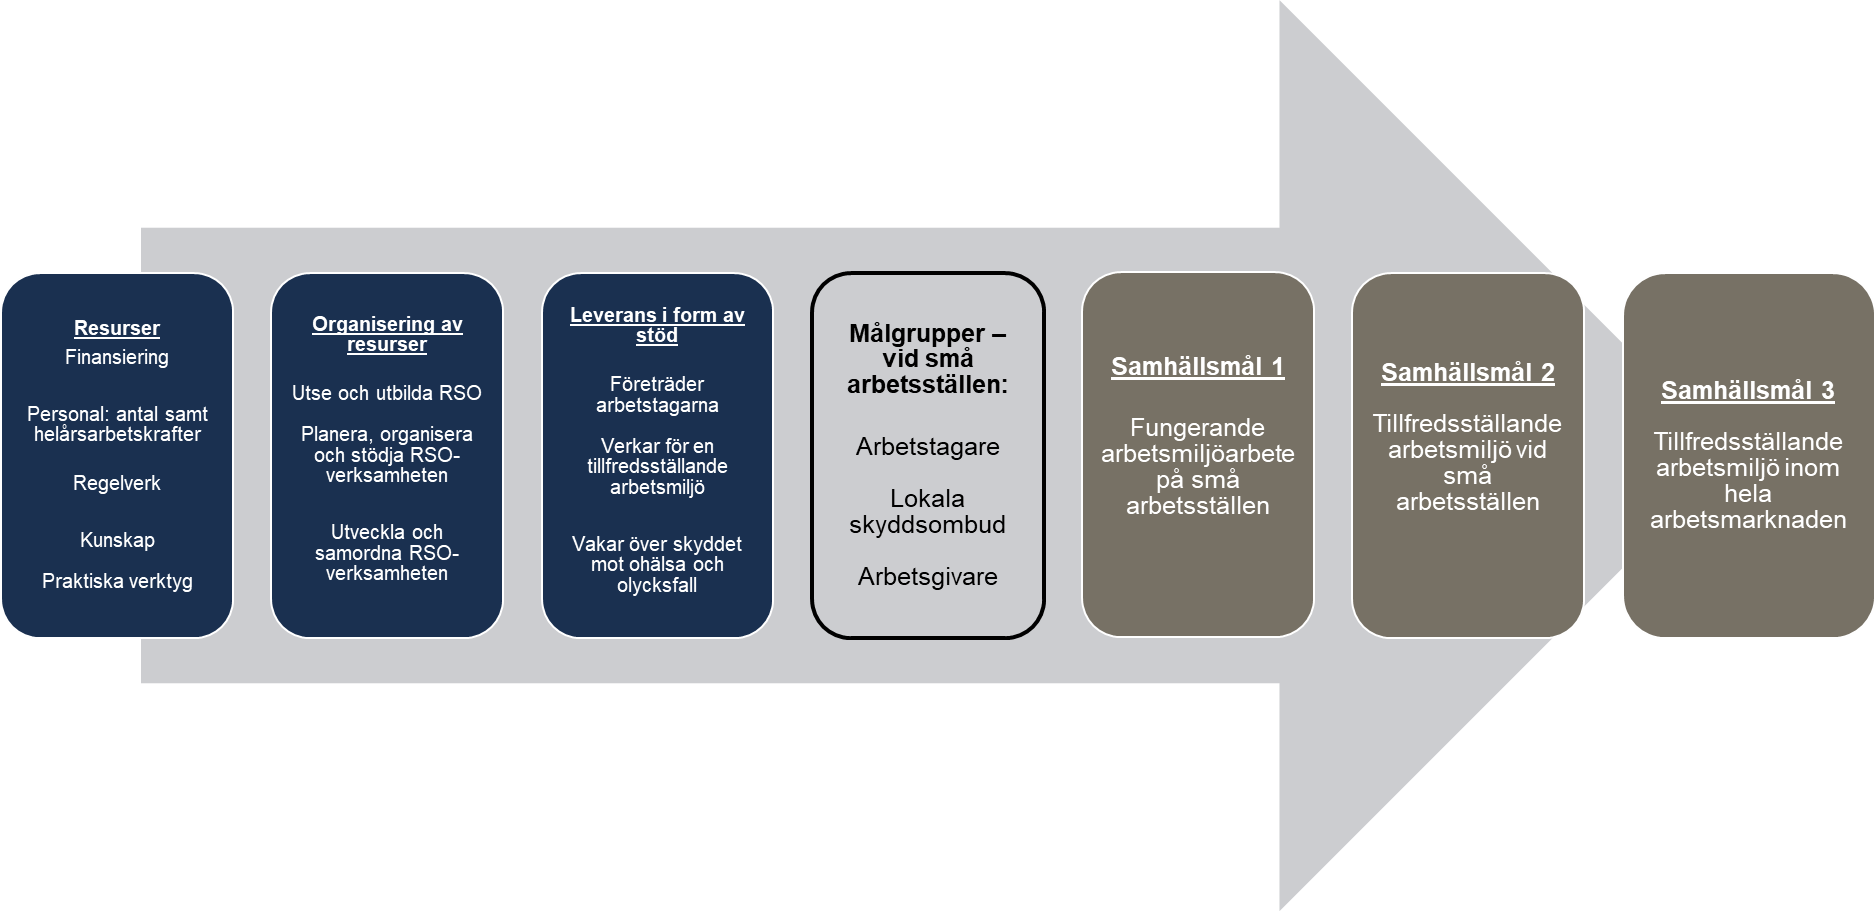 Resurser
Finansiering
Personal: antal samt
helårsarbetskrafter
Regelverk
Kunskap
Praktiska verktyg
Organisering av
resurser
Utse och utbilda RSO
Planera, organisera
och stödja RSO-
verksamheten
Utveckla och
samordna RSO-
verksamheten
Leverans i form av
stöd
Företräder
arbetstagarna
Verkar för en
tillfredsställande
arbetsmiljö
Vakar över skyddet
mot ohälsa och
olycksfall
Målgrupper –
vid små
arbetsställen:
Arbetstagare
Lokala
skyddsombud
Arbetsgivare
Samhällsmål 1
Fungerande
arbetsmiljöarbete
på små
arbetsställen
Samhällsmål 2
Tillfredsställande
arbetsmiljö vid
små
arbetsställen
Samhällsmål 3
Tillfredsställande
arbetsmiljö inom
hela
arbetsmarknaden